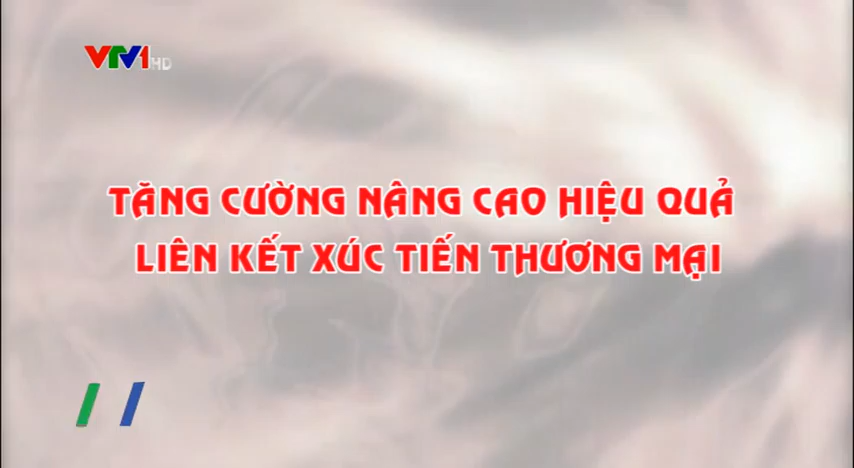 VTV1 HD
TĂNG CƯỜNG NÂNG CAO HIỆU QUẢ
LIÊN KẾT XÚC TIẾN THƯƠNG MẠI